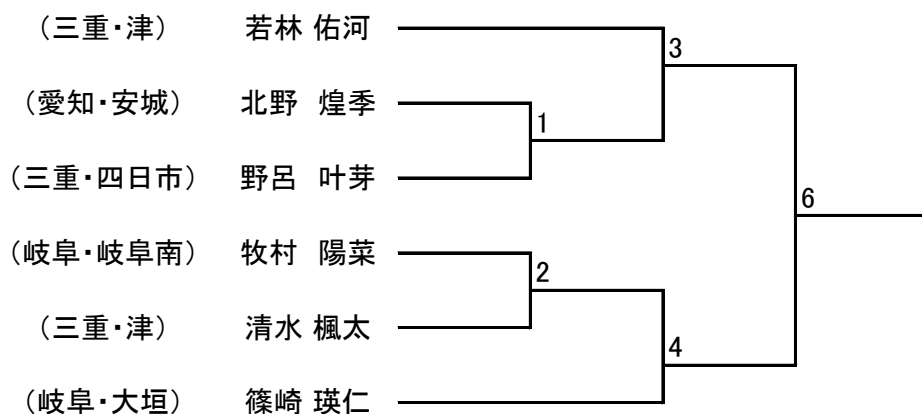 （三重・津） 若林 佑河
3
（愛知・安城） 北野 煌季
1
（三重・四日市） 野呂 叶芽
6
（岐阜・岐阜南） 牧村 陽菜
2
（三重・津） 清水 楓太
4
（岐阜・大垣） 篠崎 瑛仁